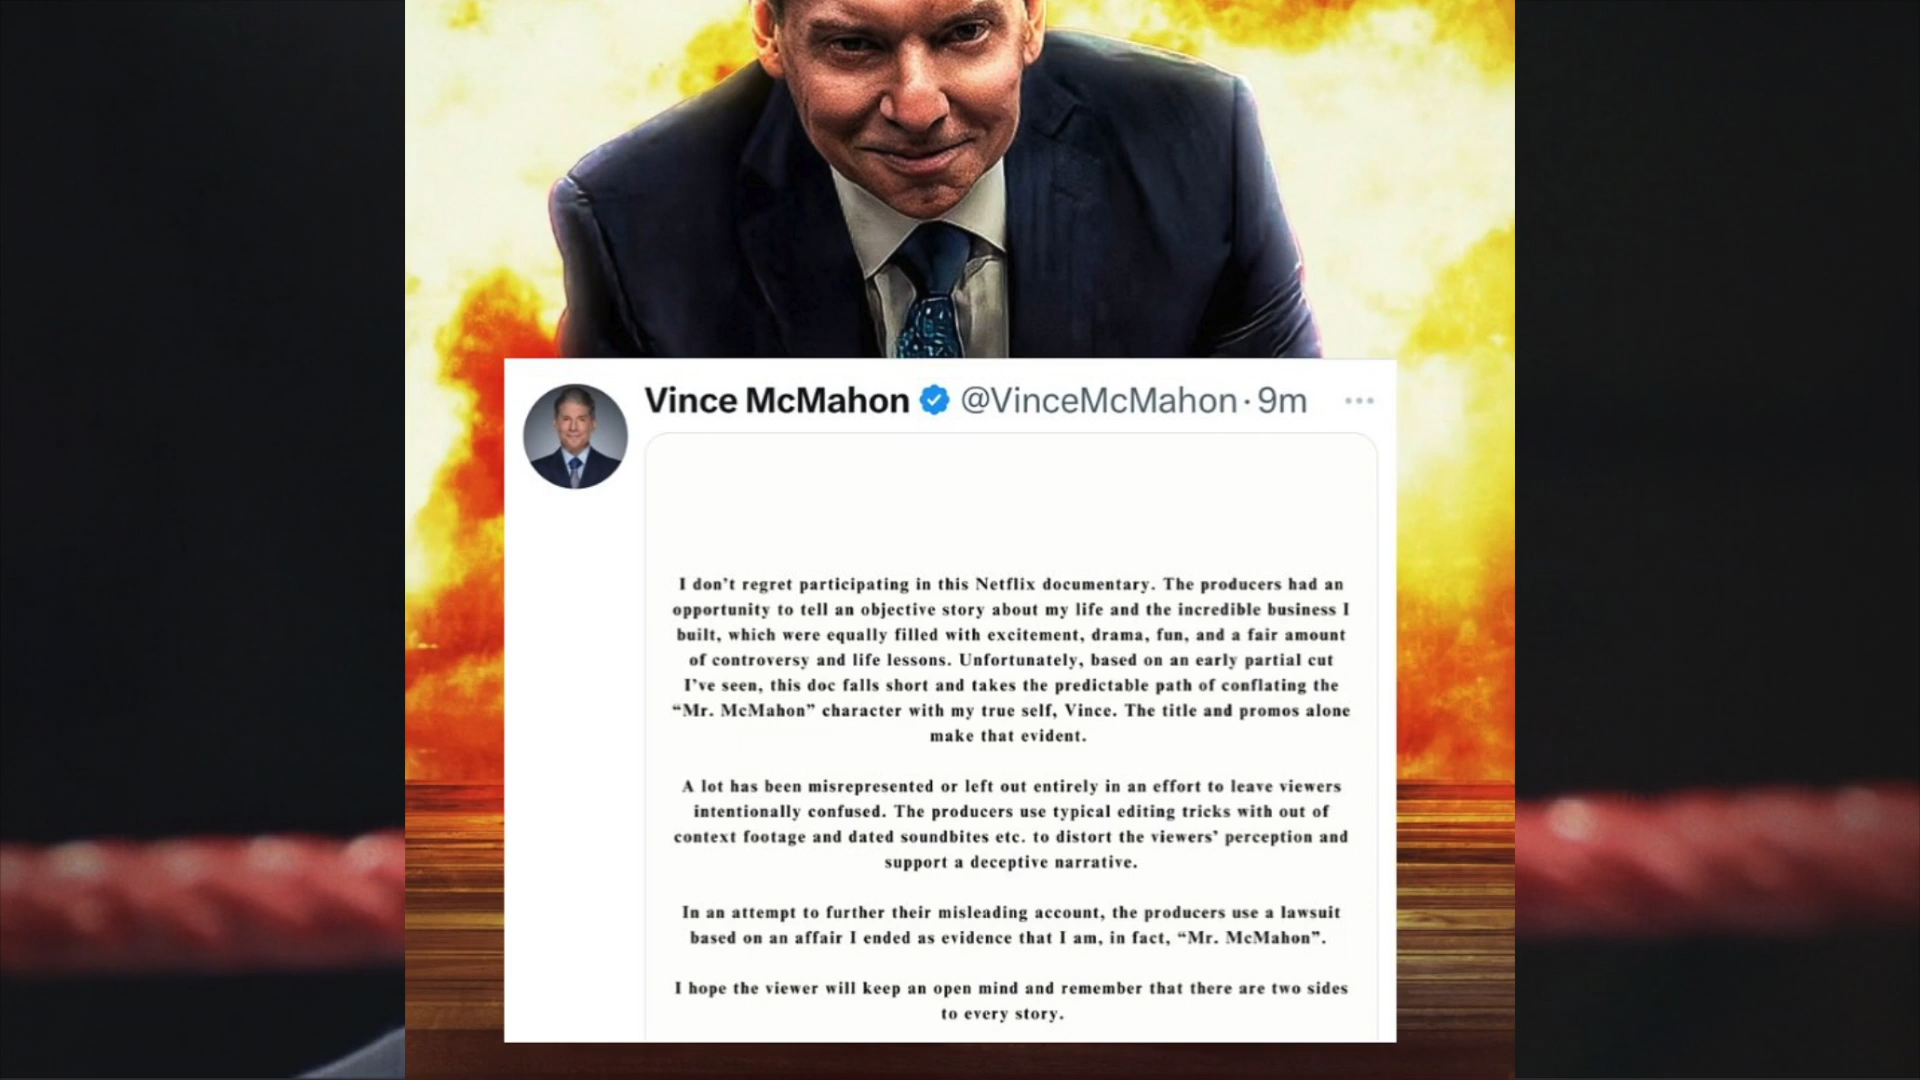 Vince McMahon @VinceMcMahon · 9m ...
I don't regret participating in this Netflix documentary. The producers had an
opportunity to tell an objective story about my life and the incredible business I
built, which were equally filled with excitement, drama, fun, and a fair amount
of controversy and life lessons. Unfortunately, based on an early partial cut
I've seen, this doc falls short and takes the predictable path of conflating the
“Mr. McMahon” character with my true self, Vince. The title and promos alone
make that evident.
A lot has been misrepresented or left out entirely in an effort to leave viewers
intentionally confused. The producers use typical editing tricks with out of
context footage and dated soundbites etc. to distort the viewers’ perception and
support a deceptive narrative.
In an attempt to further their misleading account, the producers use a lawsuit
based on an affair I ended as evidence that I am, in fact, “Mr. McMahon”.
I hope the viewer will keep an open mind and remember that there are two sides
to every story.